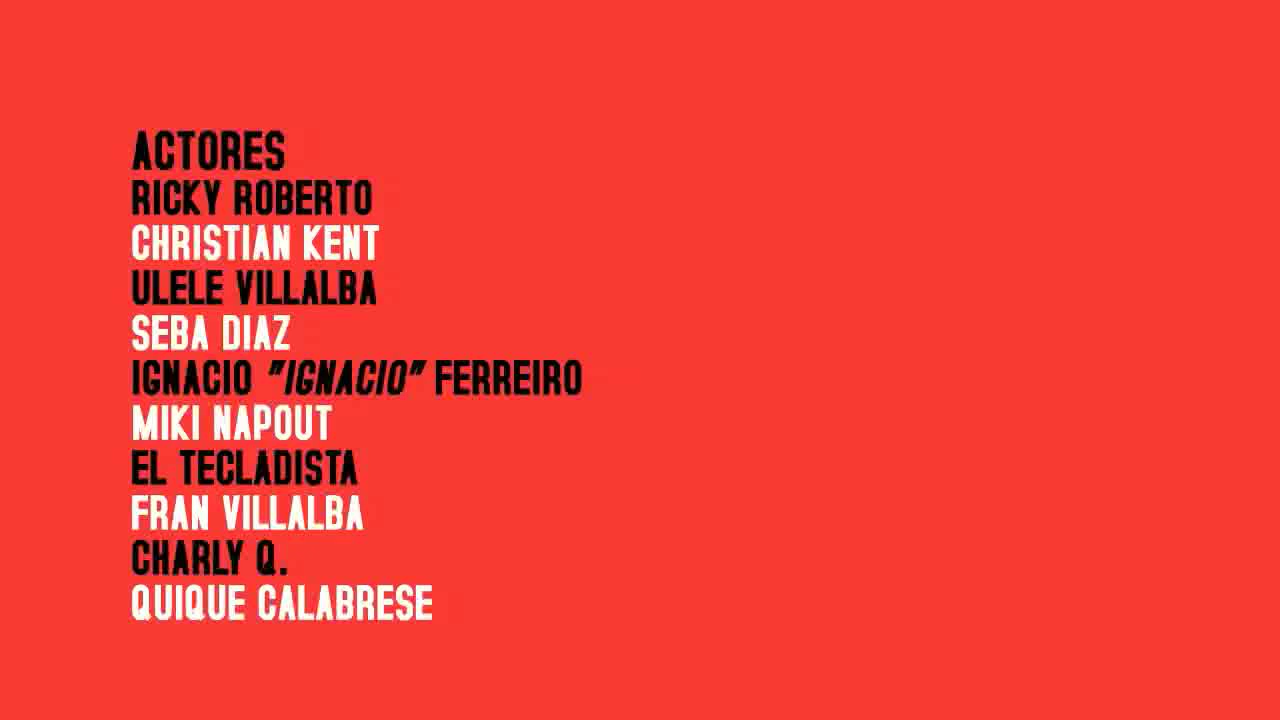 ACTORES
RICKY ROBERTO
CHRISTIAN KENT
ULELE VILLALBA
SEBA DIAZ
IGNACIO "IGNACIO" FERREIRO
MIKI NAPOUT
EL TECLADISTA
FRAN VILLALBA
CHARLY Q.
QUIQUE CALABRESE